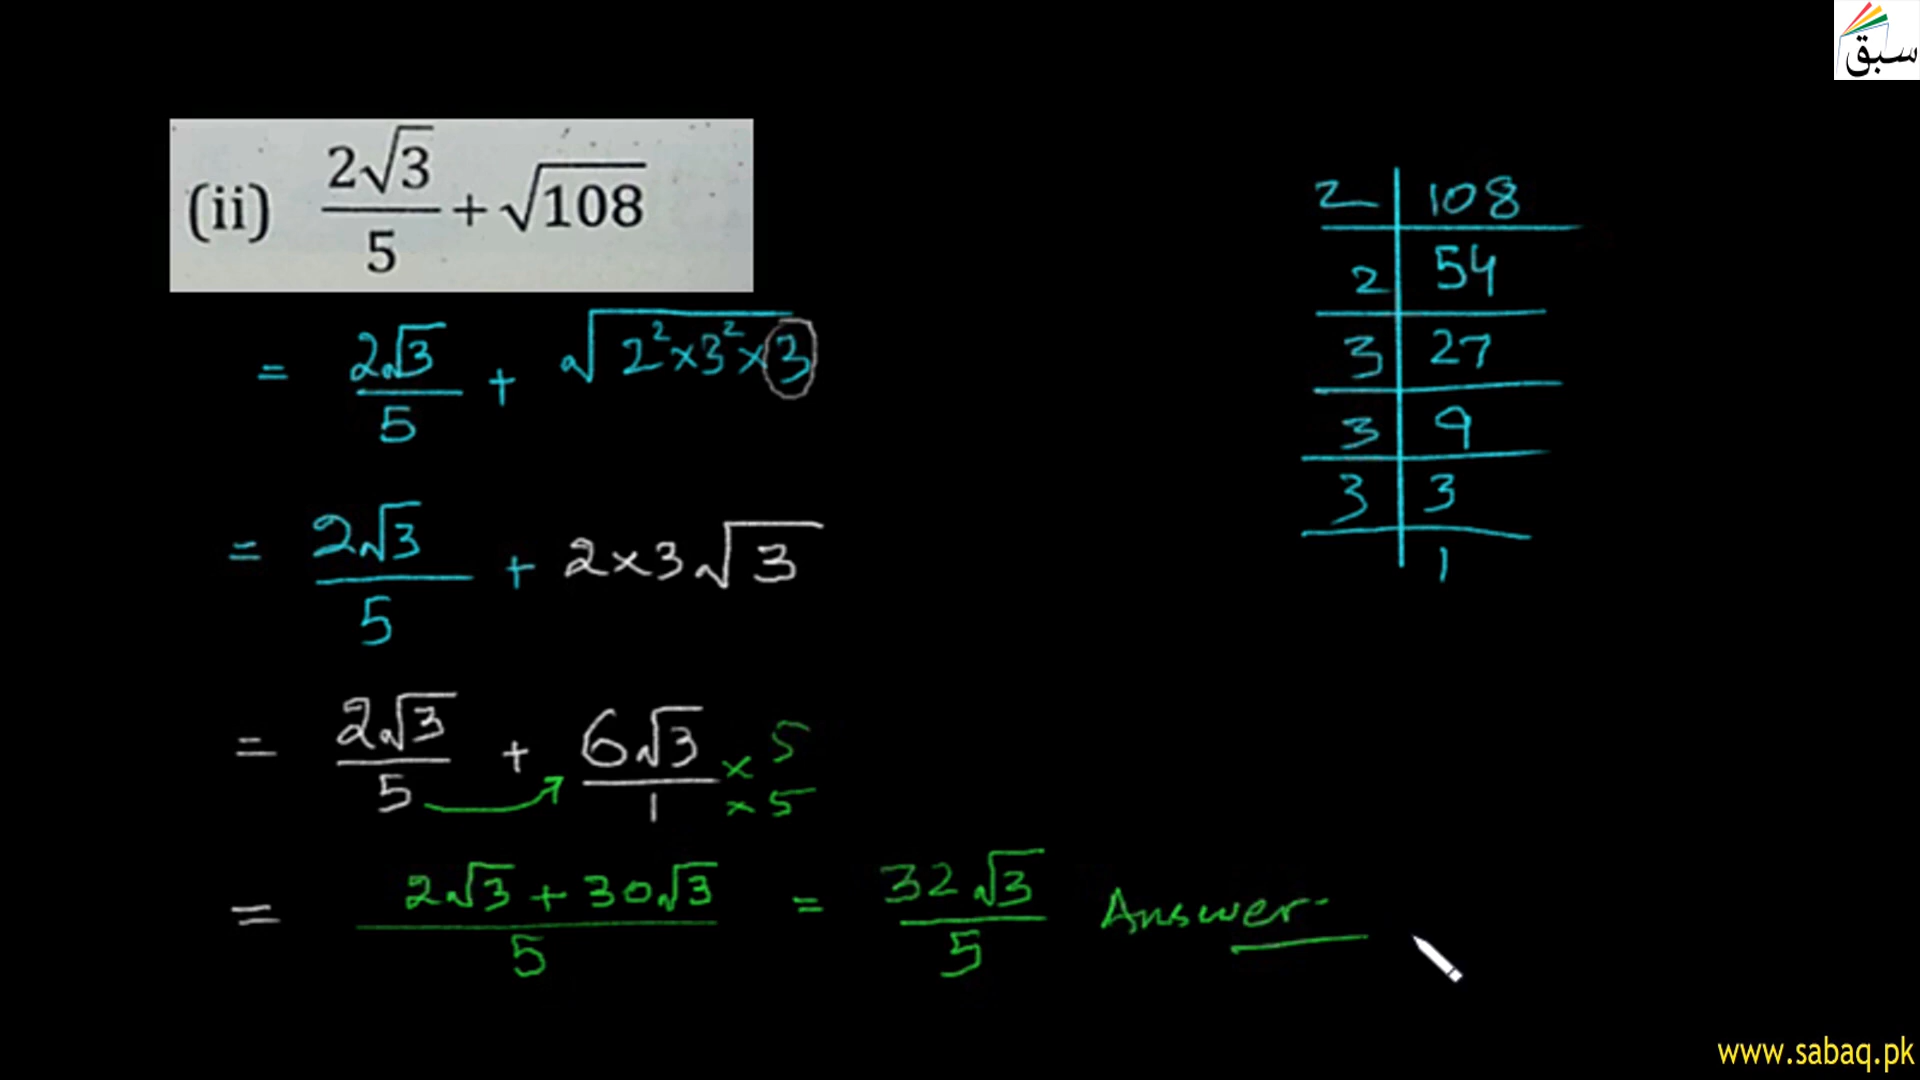 سبق
(ii) 2√3/5 + √108
= 2√3/5 + √(2² × 3² × 3)
= 2√3/5 + 2 × 3√3
= 2√3/5 + 6√3/1 × 5 × 5
= (2√3 + 30√3)/5 = 32√3/5 Answer
2 | 108
2 | 54
3 | 27
3 | 9
3 | 3
| 1
www.sabaq.pk